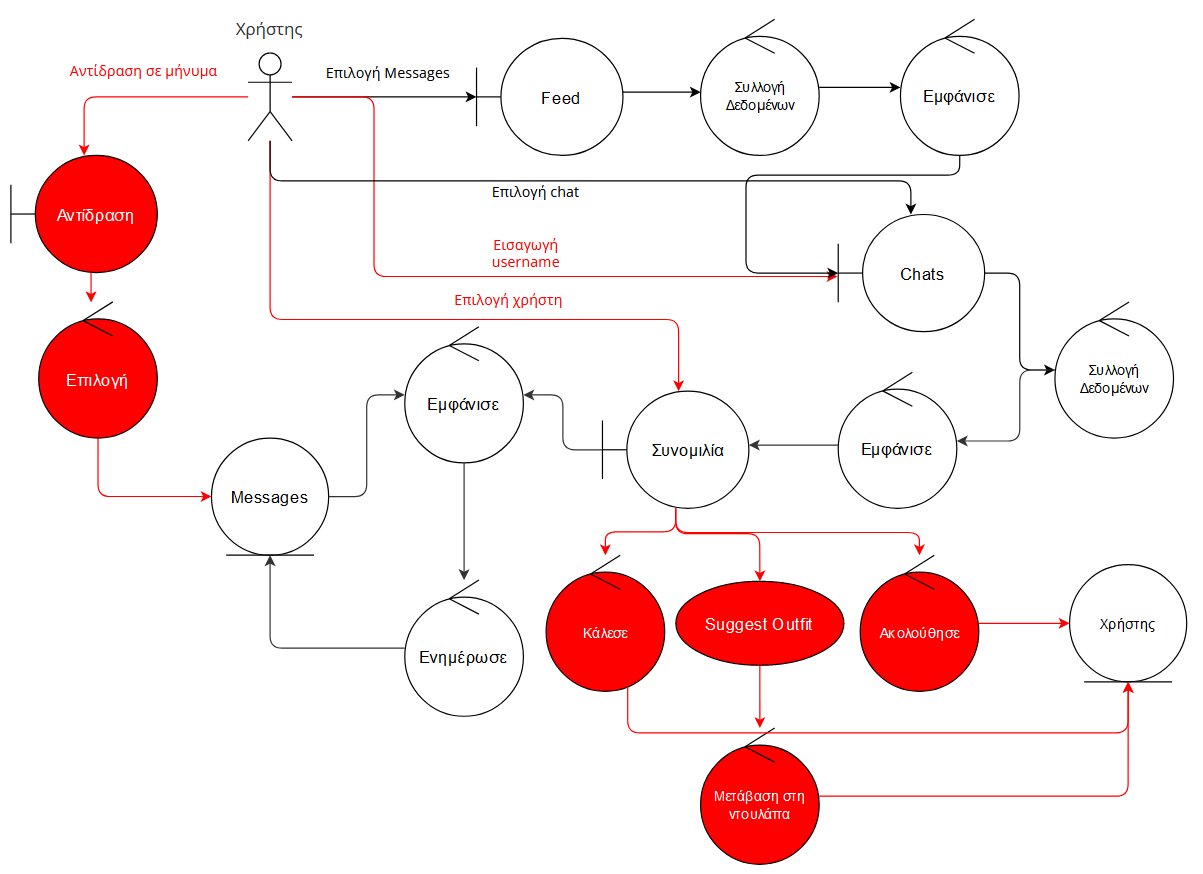 Χρήστης
Αντίδραση σε μήνυμα
Επιλογή Messages
Feed
Συλλογή
Δεδομένων
Εμφάνισε
Επιλογή chat
Αντίδραση
Εισαγωγή
username
Chats
Επιλογή χρήστη
Επιλογή
Εμφάνισε
Συλλογή
Δεδομένων
Συνομιλία
Εμφάνισε
Messages
Κάλεσε
Suggest Outfit
Ακολούθησε
Χρήστης
Ενημέρωσε
Μετάβαση στη
ντουλάπα